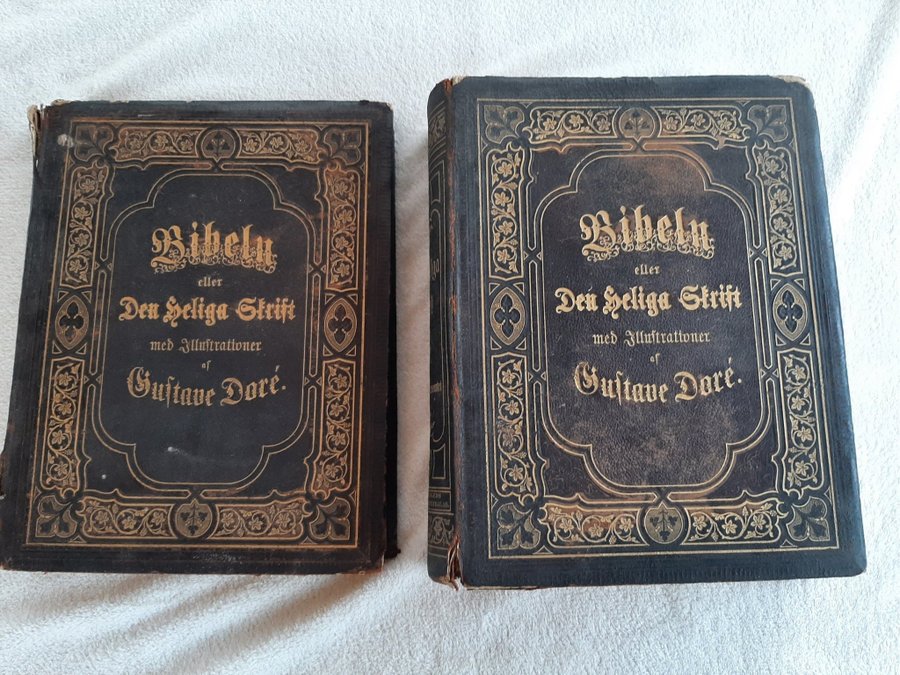 Bibeln
eller
Den Heliga Skrift
med Illustrationer
af
Gustave Doré.
Bibeln
eller
Den Heliga Skrift
med Illustrationer
af
Gustave Doré.